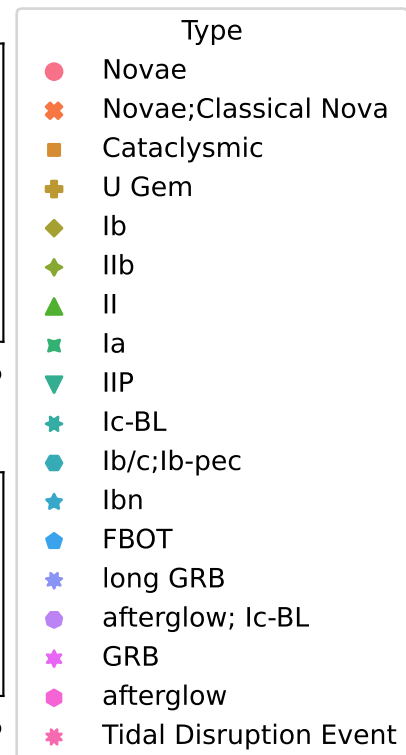 Type
Novae
Novae;Classical Nova
Cataclysmic
U Gem
Ib
IIb
II
Ia
IIP
Ic-BL
Ib/c;Ib-pec
Ibn
FBOT
long GRB
afterglow; Ic-BL
GRB
afterglow
Tidal Disruption Event